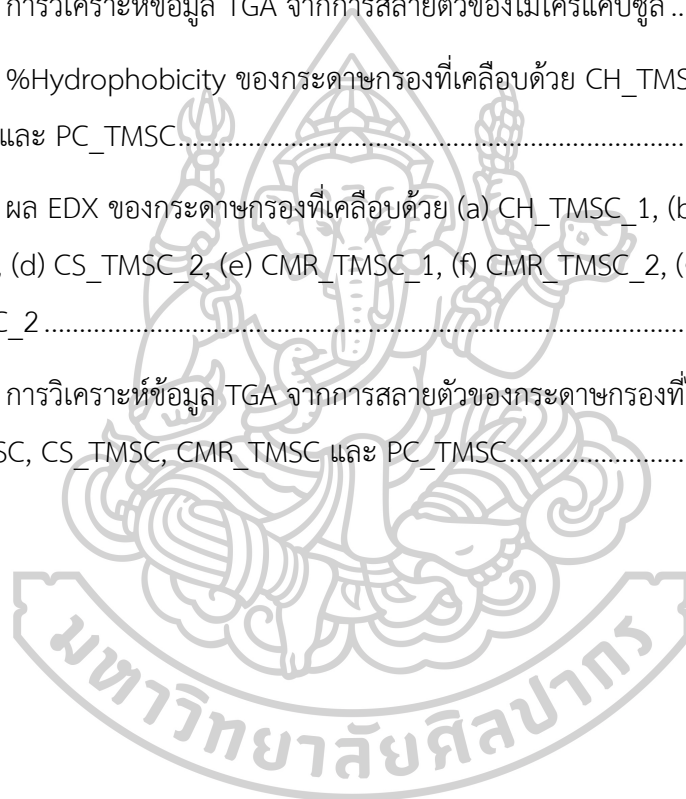 การวิเคราะห์ข้อมูล TGA จากการสลายตัวของไมโครแคปซูล ..
%Hydrophobicity ของกระดาษกรองที่เคลือบด้วย CH_TMS
และ PC_TMSC..........................................................................................
ผล EDX ของกระดาษกรองที่เคลือบด้วย (a) CH_TMSC_1, (b
, (d) CS_TMSC_2, (e) CMR_TMSC_1, (f) CMR_TMSC_2, (
C_2 ..........................................................................................................
การวิเคราะห์ข้อมูล TGA จากการสลายตัวของกระดาษกรองที่
SC, CS_TMSC, CMR_TMSC และ PC_TMSC.............................
มหาวิทยาลัยศิลปากร